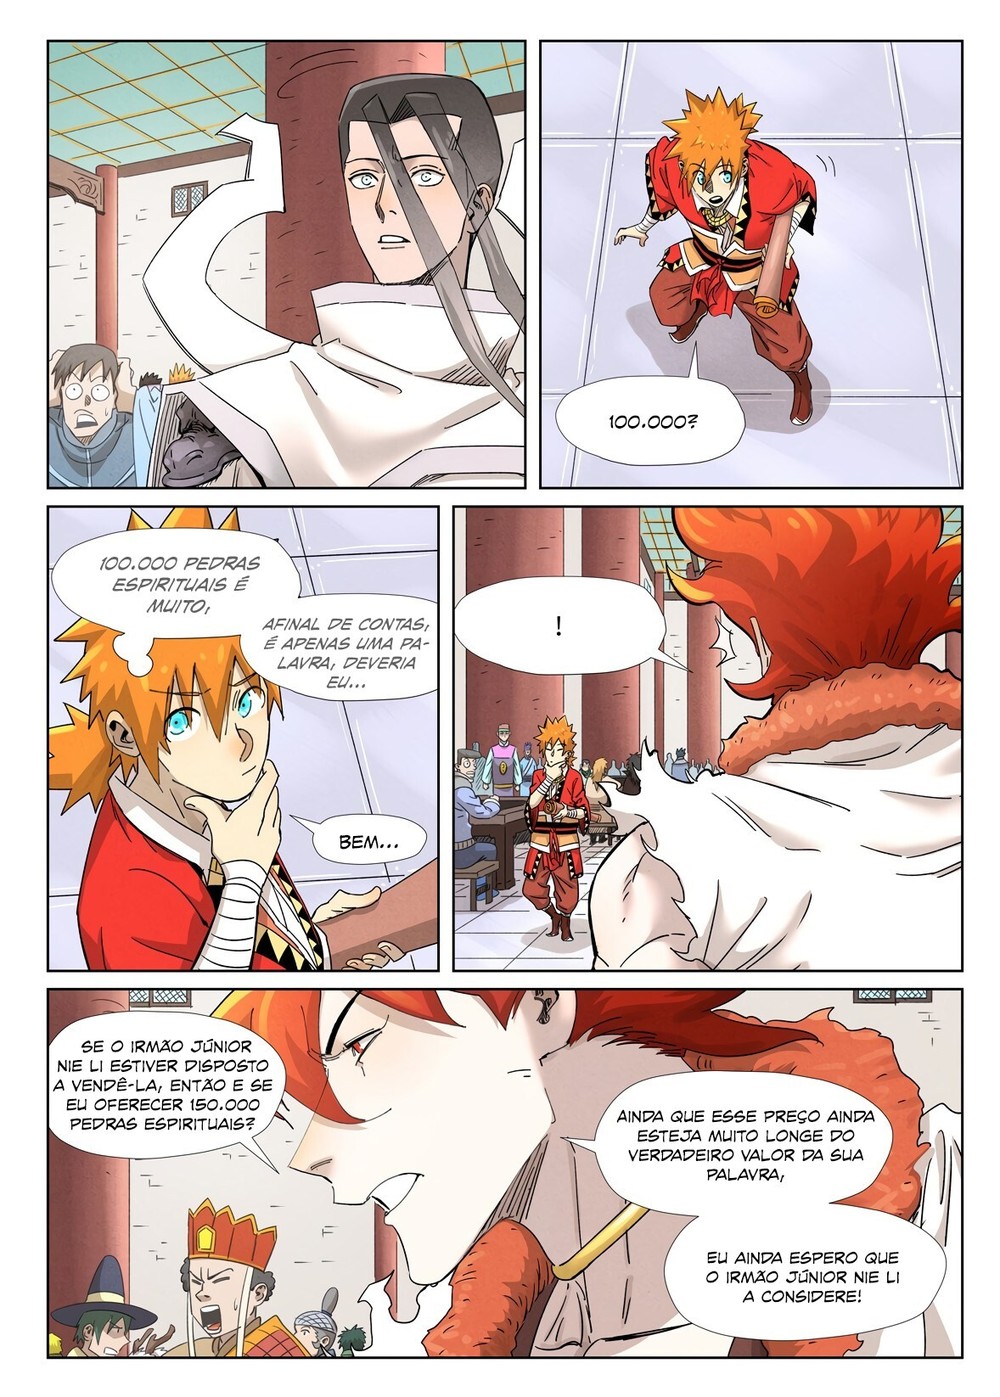 100.000?
100.000 PEDRAS
ESPIRITUAIS É
MUITO;
AFINAL DE CONTAS,
É APENAS UMA PA-
LAVRA, DEVERIA
EU...
BEM...
!
SE O IRMÃO JÚNIOR
NIE LI ESTIVER DISPOSTO
A VENDÊ-LA, ENTÃO E SE
EU OFERECER 150.000
PEDRAS ESPIRITUAIS?
AINDA QUE ESSE PREÇO AINDA
ESTEJA MUITO LONGE DO
VERDADEIRO VALOR DA SUA
PALAVRA,
EU AINDA ESPERO QUE
O IRMÃO JÚNIOR NIE LI
A CONSIDERE!